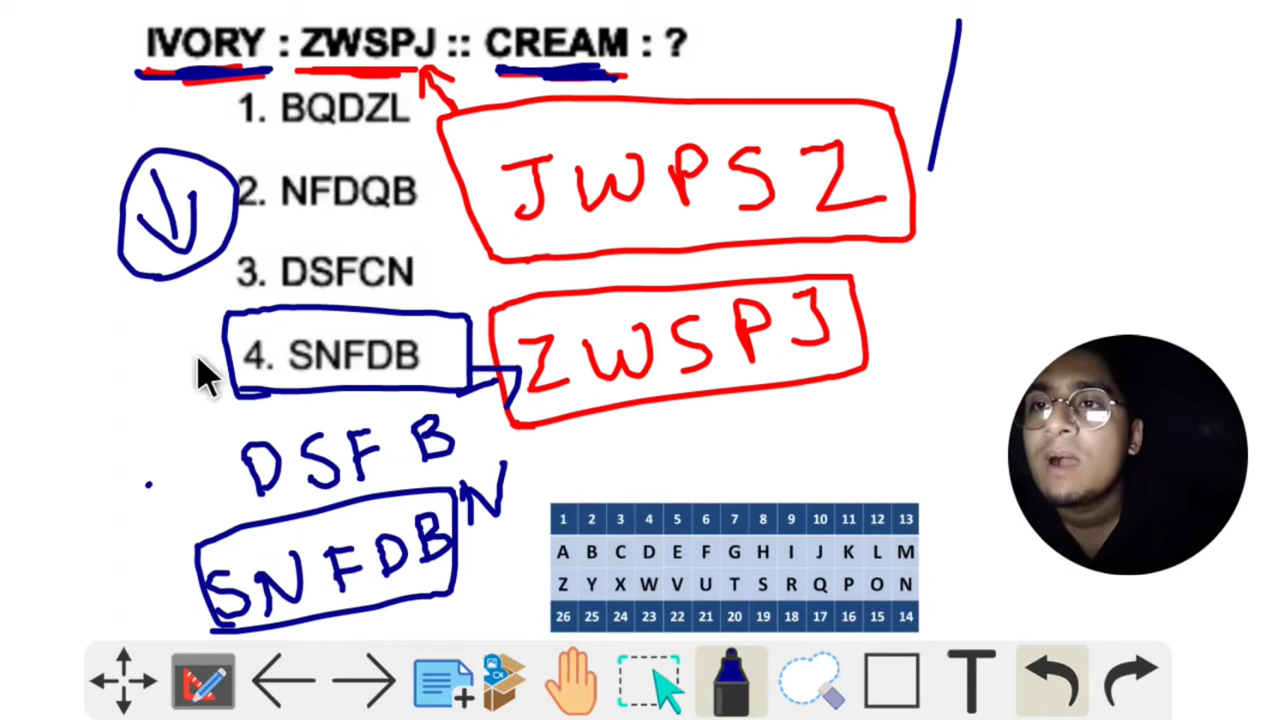 IVORY : ZWSPJ :: CREAM : ?
1. BQDZL
JWPSZ
2. NFDQB
3. DSFCN
4. SNFDB
ZWSPJ
DSFB
N
SNFDB
1 2 3 4 5 6 7 8 9 10 11 12 13
A B C D E F G H I J K L M
Z Y X W V U T S R Q P O N
26 25 24 23 22 21 20 19 18 17 16 15 14
T